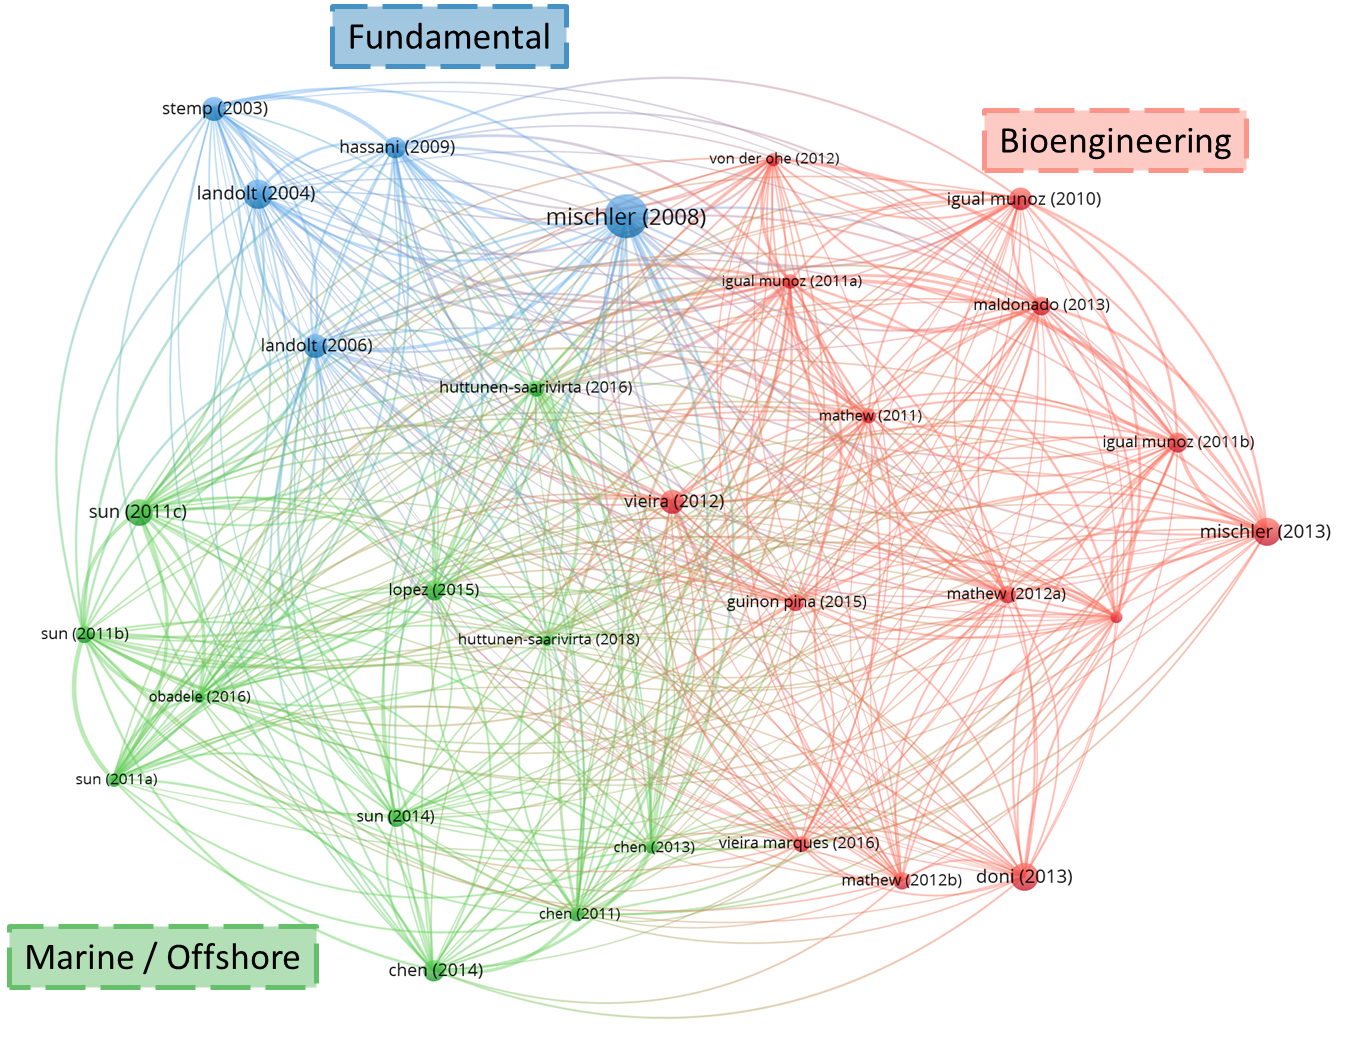 Fundamental
stemp (2003)
Bioengineering
hassani (2009)
von der ohe (2012)
landolt (2004)
igual munoz (2010)
mischler (2008)
igual munoz (2011a)
maldonado (2013)
landolt (2006)
huttunen-saarivirta (2016)
mathew (2011)
igual munoz (2011b)
vieira (2012)
sun (2011c)
mischler (2013)
lopez (2015)
mathew (2012a)
guinon pina (2015)
sun (2011b)
huttunen-saarivirta (2018)
obadele (2016)
sun (2011a)
sun (2014)
vieira marques (2016)
chen (2013)
doni (2013)
mathew (2012b)
chen (2011)
Marine / Offshore
chen (2014)